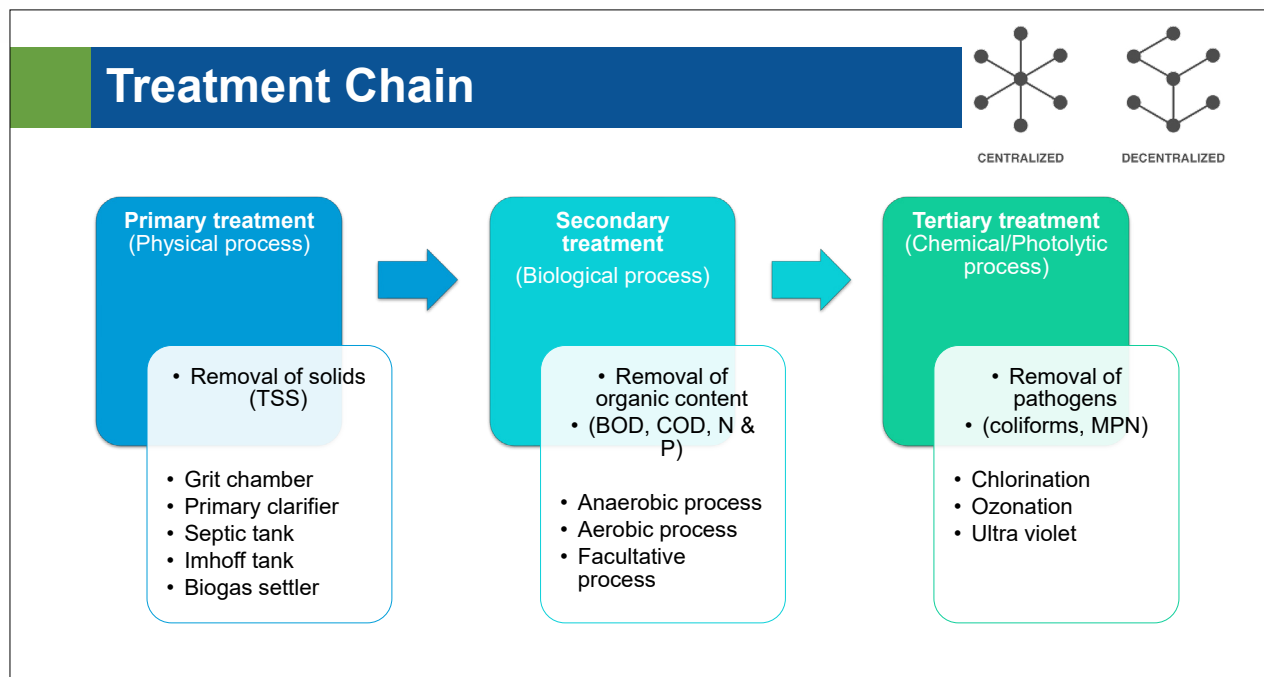 Treatment Chain
CENTRALIZED
DECENTRALIZED
Primary treatment
(Physical process)
• Removal of solids
(TSS)
• Grit chamber
• Primary clarifier
• Septic tank
• Imhoff tank
• Biogas settler
Secondary
treatment
(Biological process)
• Removal of
organic content
• (BOD, COD, N &
P)
• Anaerobic process
• Aerobic process
• Facultative
process
Tertiary treatment
(Chemical/Photolytic
process)
• Removal of
pathogens
• (coliforms, MPN)
• Chlorination
• Ozonation
• Ultra violet